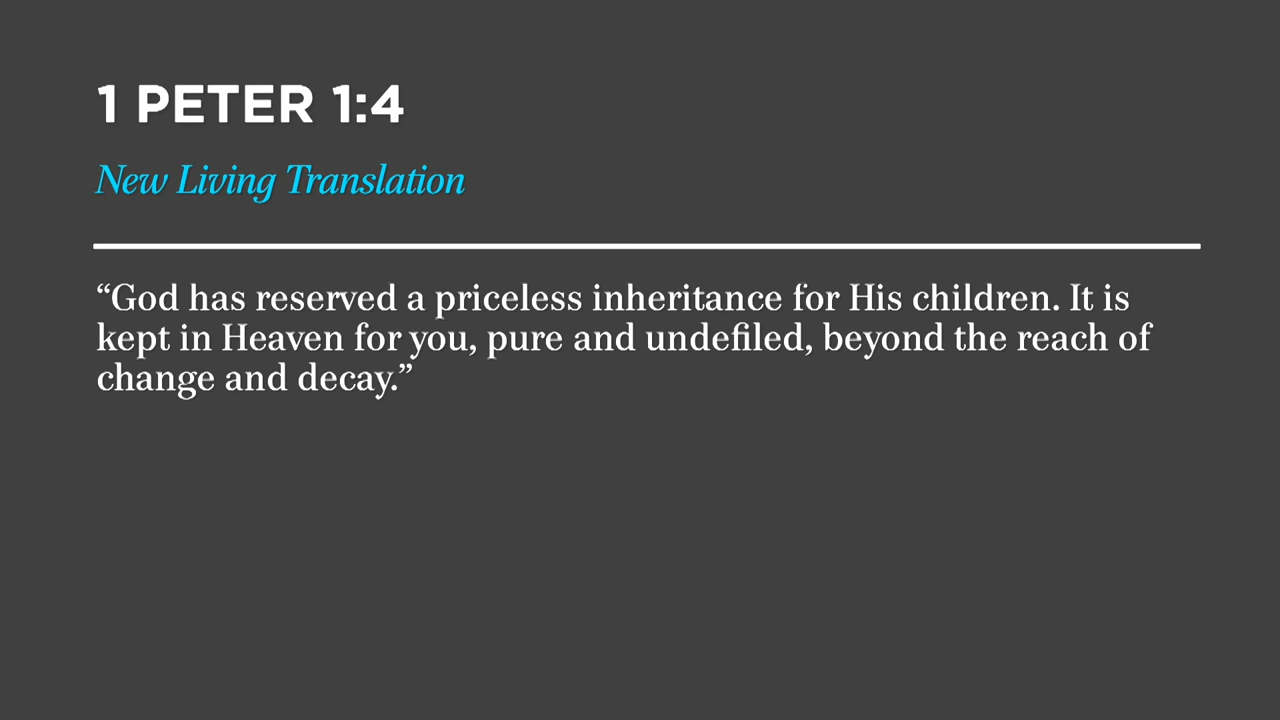 1 PETER 1:4
New Living Translation
“God has reserved a priceless inheritance for His children. It is
kept in Heaven for you, pure and undefiled, beyond the reach of
change and decay.”